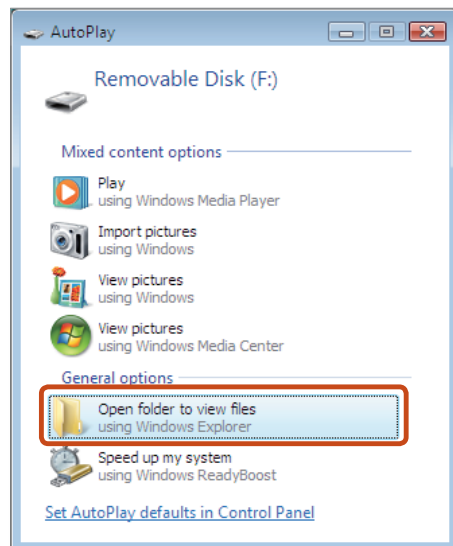 AutoPlay
Removable Disk (F:)
Mixed content options
Play
using Windows Media Player
Import pictures
using Windows
View pictures
using Windows
View pictures
using Windows Media Center
General options
Open folder to view files
using Windows Explorer
Speed up my system
using Windows ReadyBoost
Set AutoPlay defaults in Control Panel